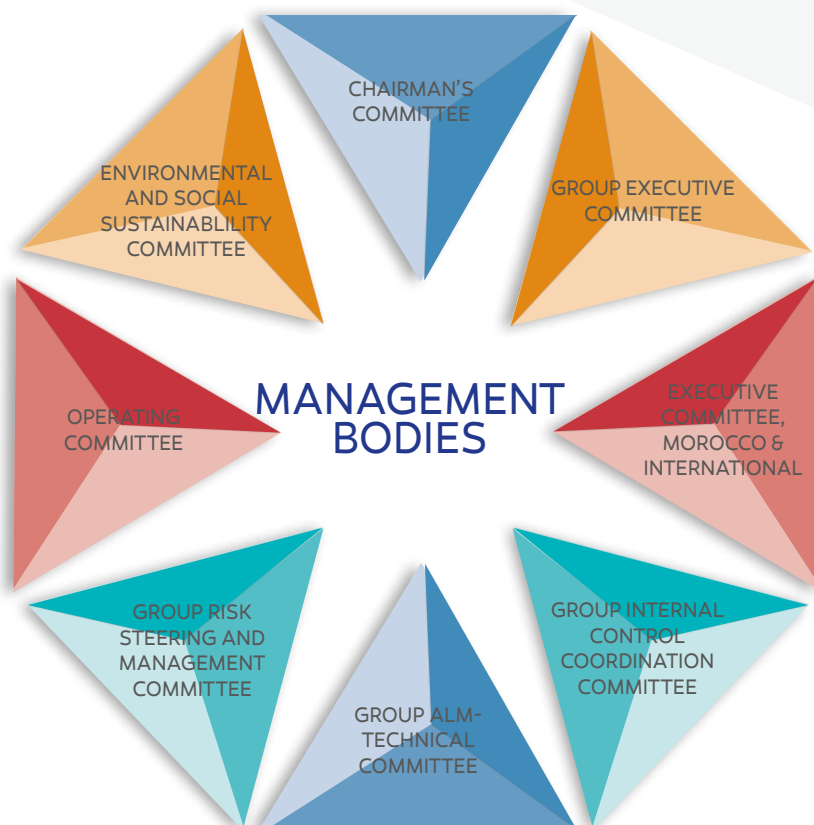 CHAIRMAN'S
COMMITTEE
GROUP EXECUTIVE
COMMITTEE
EXECUTIVE
COMMITTEE,
MOROCCO &
INTERNATIONAL
GROUP INTERNAL
CONTROL
COORDINATION
COMMITTEE
GROUP ALM-
TECHNICAL
COMMITTEE
GROUP RISK
STEERING AND
MANAGEMENT
COMMITTEE
OPERATING
COMMITTEE
ENVIRONMENTAL
AND SOCIAL
SUSTAINABLILITY
COMMITTEE
MANAGEMENT
BODIES